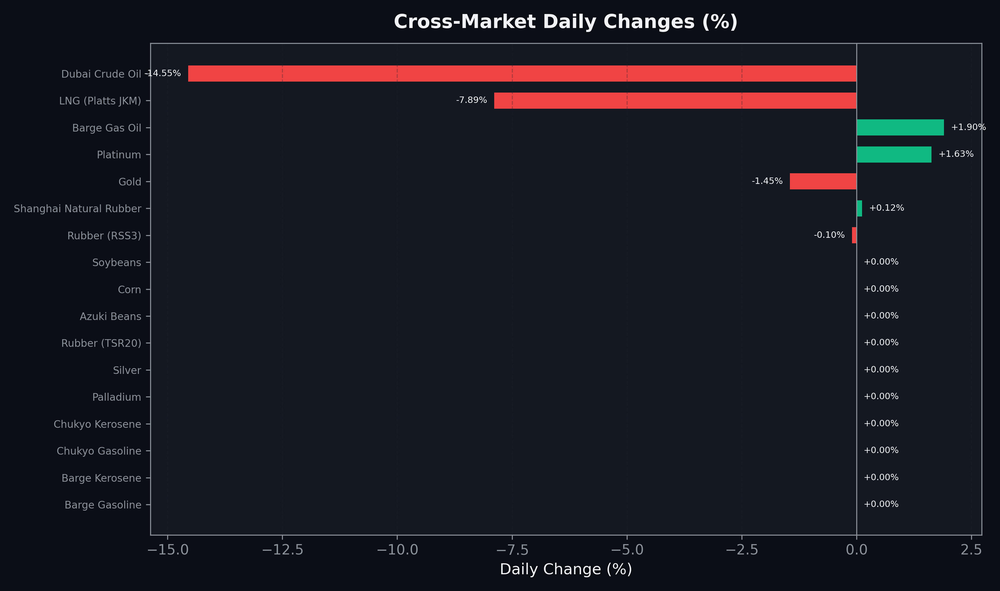 Cross-Market Daily Changes (%)
Dubai Crude Oil -14.55%
LNG (Platts JKM) -7.89%
Barge Gas Oil +1.90%
Platinum +1.63%
Gold -1.45%
Shanghai Natural Rubber +0.12%
Rubber (RSS3) -0.10%
Soybeans +0.00%
Corn +0.00%
Azuki Beans +0.00%
Rubber (TSR20) +0.00%
Silver +0.00%
Palladium +0.00%
Chukyo Kerosene +0.00%
Chukyo Gasoline +0.00%
Barge Kerosene +0.00%
Barge Gasoline +0.00%
−15.0 −12.5 −10.0 −7.5 −5.0 −2.5 0.0 2.5
Daily Change (%)